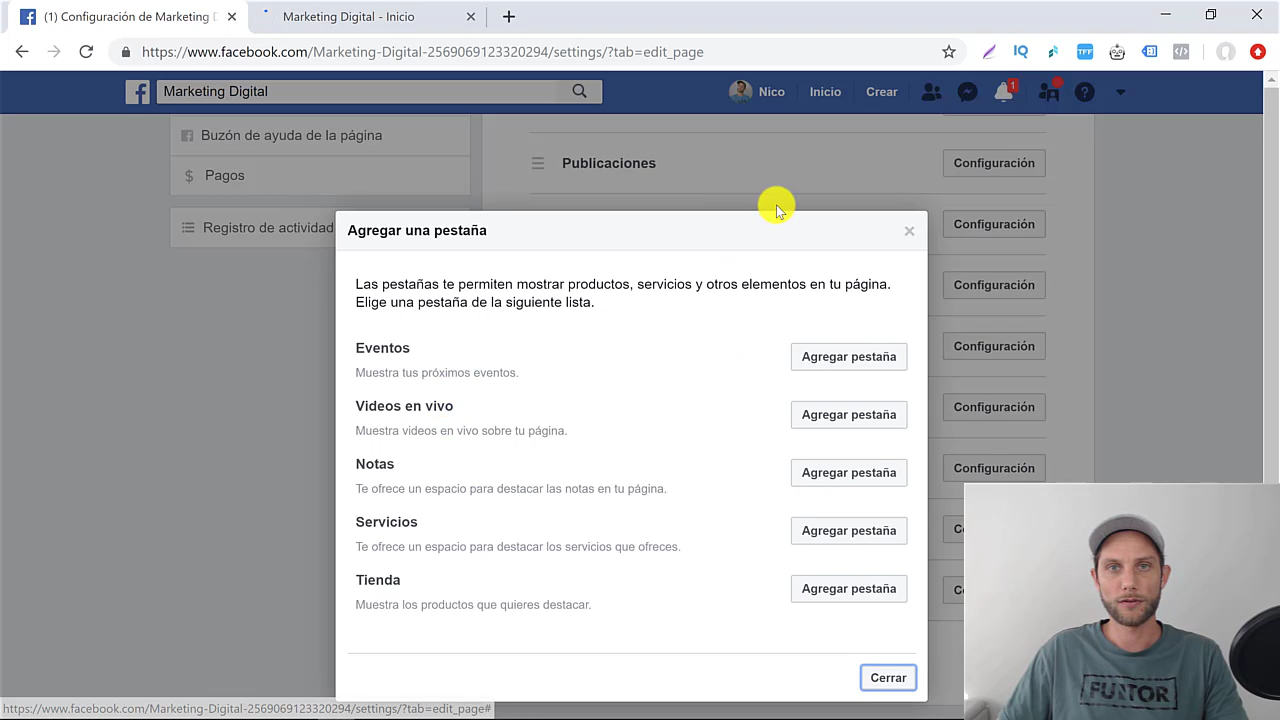 (1) Configuración de Marketing D
Marketing Digital - Inicio
https://www.facebook.com/Marketing-Digital-2569069123320294/settings/?tab=edit_page
IQ
TFF
Marketing Digital
Nico
Inicio
Crear
1
Buzón de ayuda de la página
Pagos
Registro de actividad
Publicaciones
Configuración
Configuración
Configuración
Configuración
Configuración
Configuración
Agregar una pestaña
Las pestañas te permiten mostrar productos, servicios y otros elementos en tu página.
Elige una pestaña de la siguiente lista.
Eventos
Muestra tus próximos eventos.
Agregar pestaña
Videos en vivo
Muestra videos en vivo sobre tu página.
Agregar pestaña
Notas
Te ofrece un espacio para destacar las notas en tu página.
Agregar pestaña
Servicios
Te ofrece un espacio para destacar los servicios que ofreces.
Agregar pestaña
Tienda
Muestra los productos que quieres destacar.
Agregar pestaña
Cerrar
https://www.facebook.com/Marketing-Digital-2569069123320294/settings/?tab=edit_page#